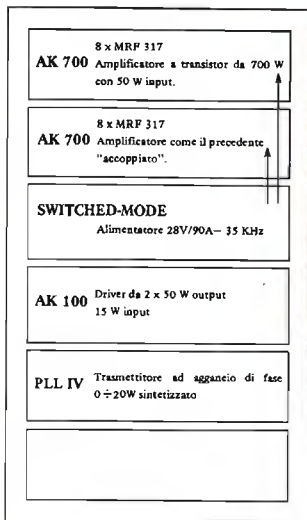 8 x MRF 317
AK 700 Amplificatore a transistor da 700 W
con 50 W input.
8 x MRF 317
AK 700 Amplificatore come il precedente
"accoppiato".
SWITCHED-MODE
Alimentatore 28V/90A— 35 KHz
AK 100 Driver da 2 x 50 W output
15 W input
PLL IV Trasmettitore ad aggancio di fase
0÷20W sintetizzato